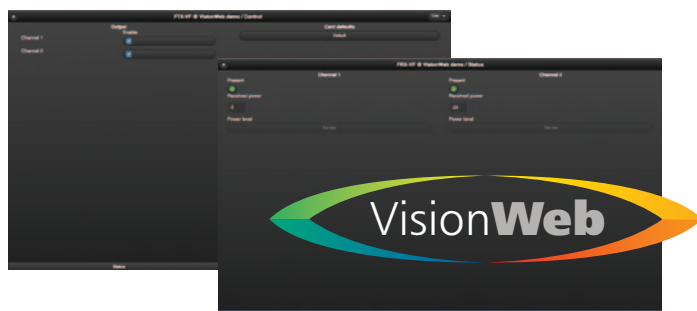 FTX-VF @ VisionWeb demo / Control
Output
Card defaults
Enable
Default
Channel 1
Channel 2
FRX-VF @ VisionWeb demo / Status
Channel 1
Channel 2
Present
Present
Received power
Received power
Power level
Power level
Status
VisionWeb